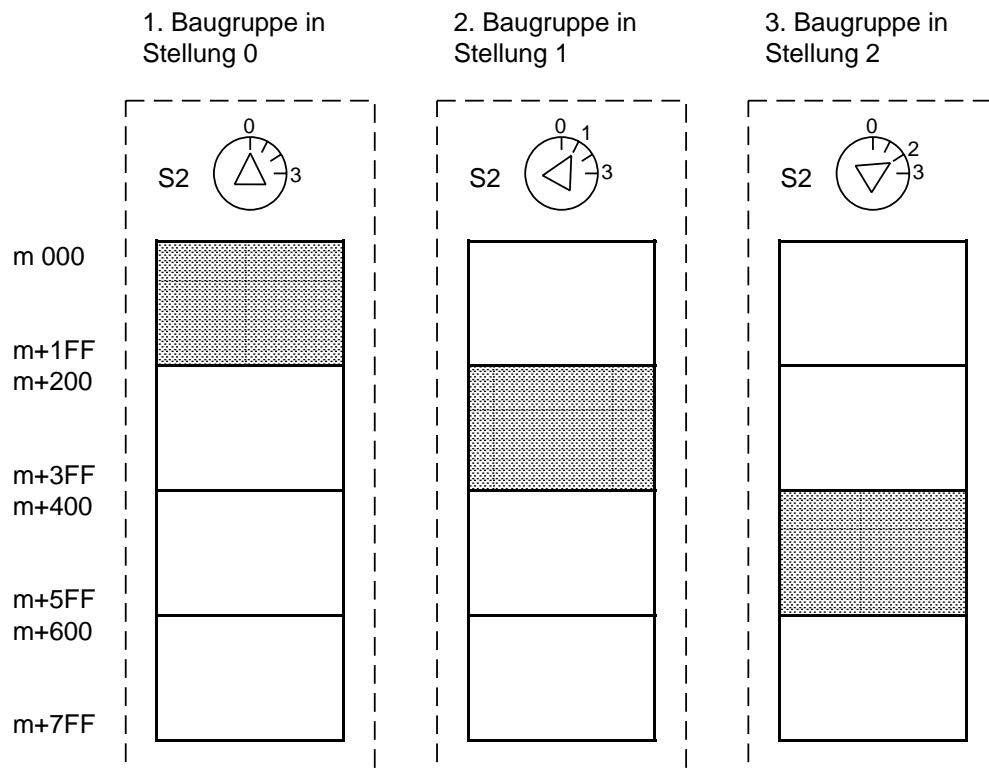 1. Baugruppe in
Stellung 0
2. Baugruppe in
Stellung 1
3. Baugruppe in
Stellung 2
0
S2
3
0
1
S2
3
0
2
S2
3
m 000
m+1FF
m+200
m+3FF
m+400
m+5FF
m+600
m+7FF